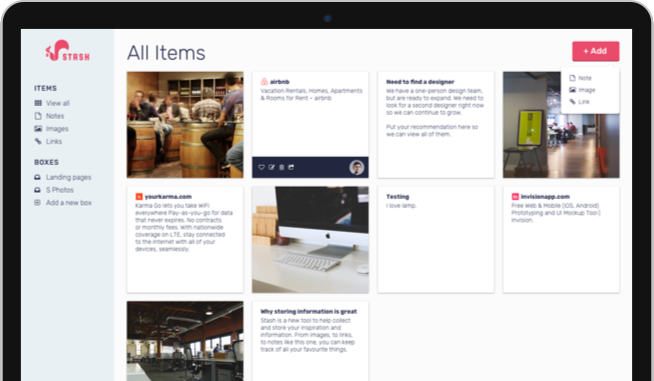 STASH
ITEMS
View all
Notes
Images
Links
BOXES
Landing pages
S Photos
Add a new box
All Items
+ Add
Note
Image
Link
airbnb
Vacation Rentals, Homes, Apartments
& Rooms for Rent – airbnb
Need to find a designer
We have a one-person design team,
but are ready to expand. We need to
look for a second designer right now
so we can continue to grow.
Put your recommendation here so
we can view all of them.
yourkarma.com
Karma Go lets you take WiFi
everywhere Pay-as-you-go for data
that never expires. No contracts
or monthly fees. With nationwide
coverage on LTE, stay connected
to the internet with all of your
devices, seamlessly.
Testing
I love lamp.
invisionapp.com
Free Web & Mobile (iOS, Android)
Prototyping and UI Mockup Tool |
Invision.
Why storing information is great
Stash is a new tool to help collect
and store your inspiration and
information. From images, to links,
to notes like this one, you can keep
track of all your favourite things.